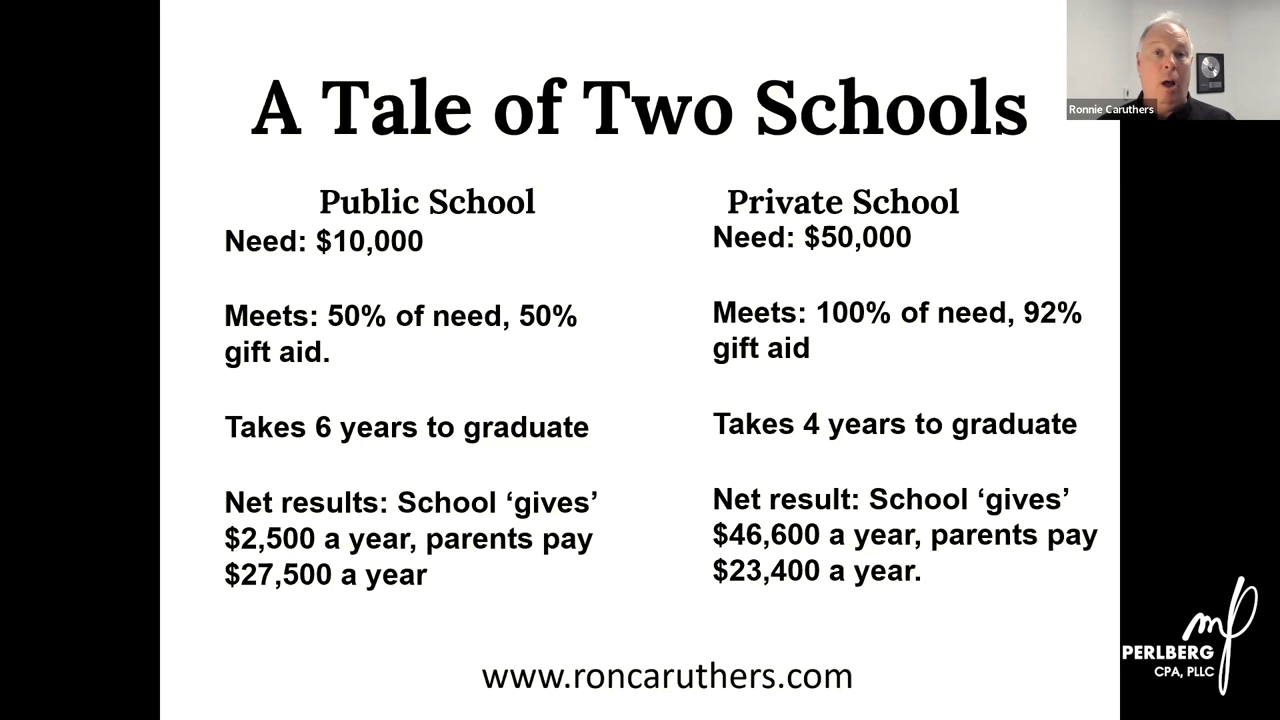 A Tale of Two Schools
Ronnie Caruthers
Public School
Need: $10,000
Meets: 50% of need, 50%
gift aid.
Takes 6 years to graduate
Net results: School ‘gives’
$2,500 a year, parents pay
$27,500 a year
Private School
Need: $50,000
Meets: 100% of need, 92%
gift aid
Takes 4 years to graduate
Net result: School ‘gives’
$46,600 a year, parents pay
$23,400 a year.
www.roncaruthers.com
mp
PERLBERG
CPA, PLLC